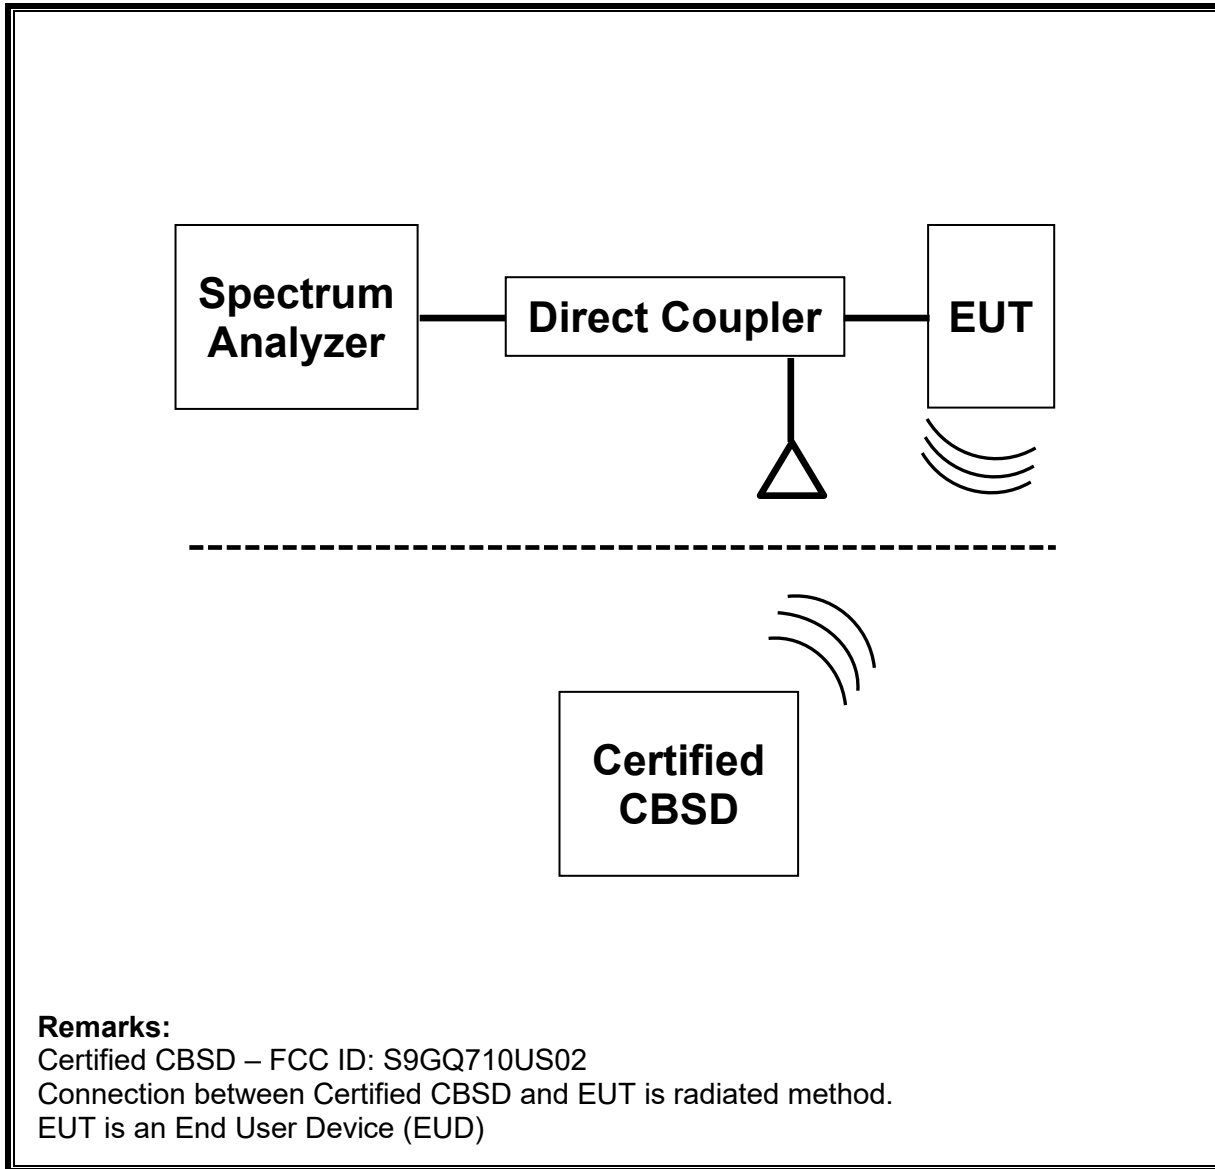 Spectrum
Analyzer
Direct Coupler
EUT
Certified
CBSD
Remarks:
Certified CBSD – FCC ID: S9GQ710US02
Connection between Certified CBSD and EUT is radiated method.
EUT is an End User Device (EUD)